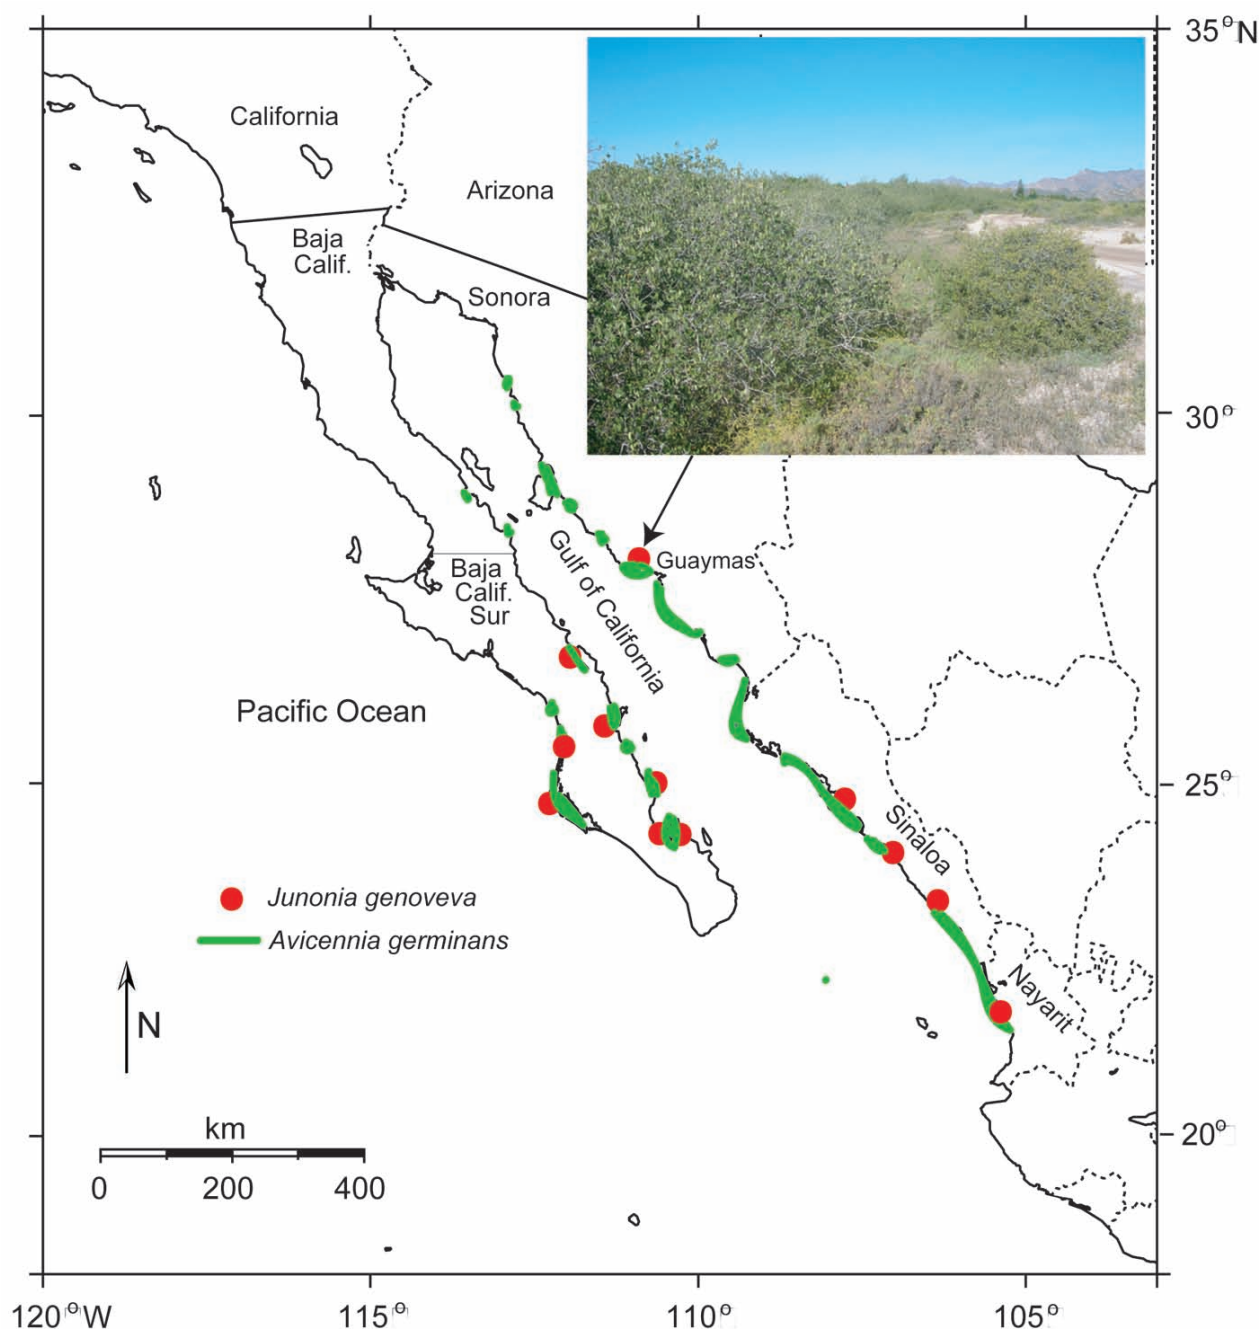 35°N
California
Arizona
Baja
Calif.
Sonora
30°
Guaymas
Gulf of California
Baja
Calif.
Sur
Pacific Ocean
25°
Sinaloa
Junonia genoveva
Avicennia germinans
Nayarit
N
km
20°
0 200 400
120°W 115° 110° 105°